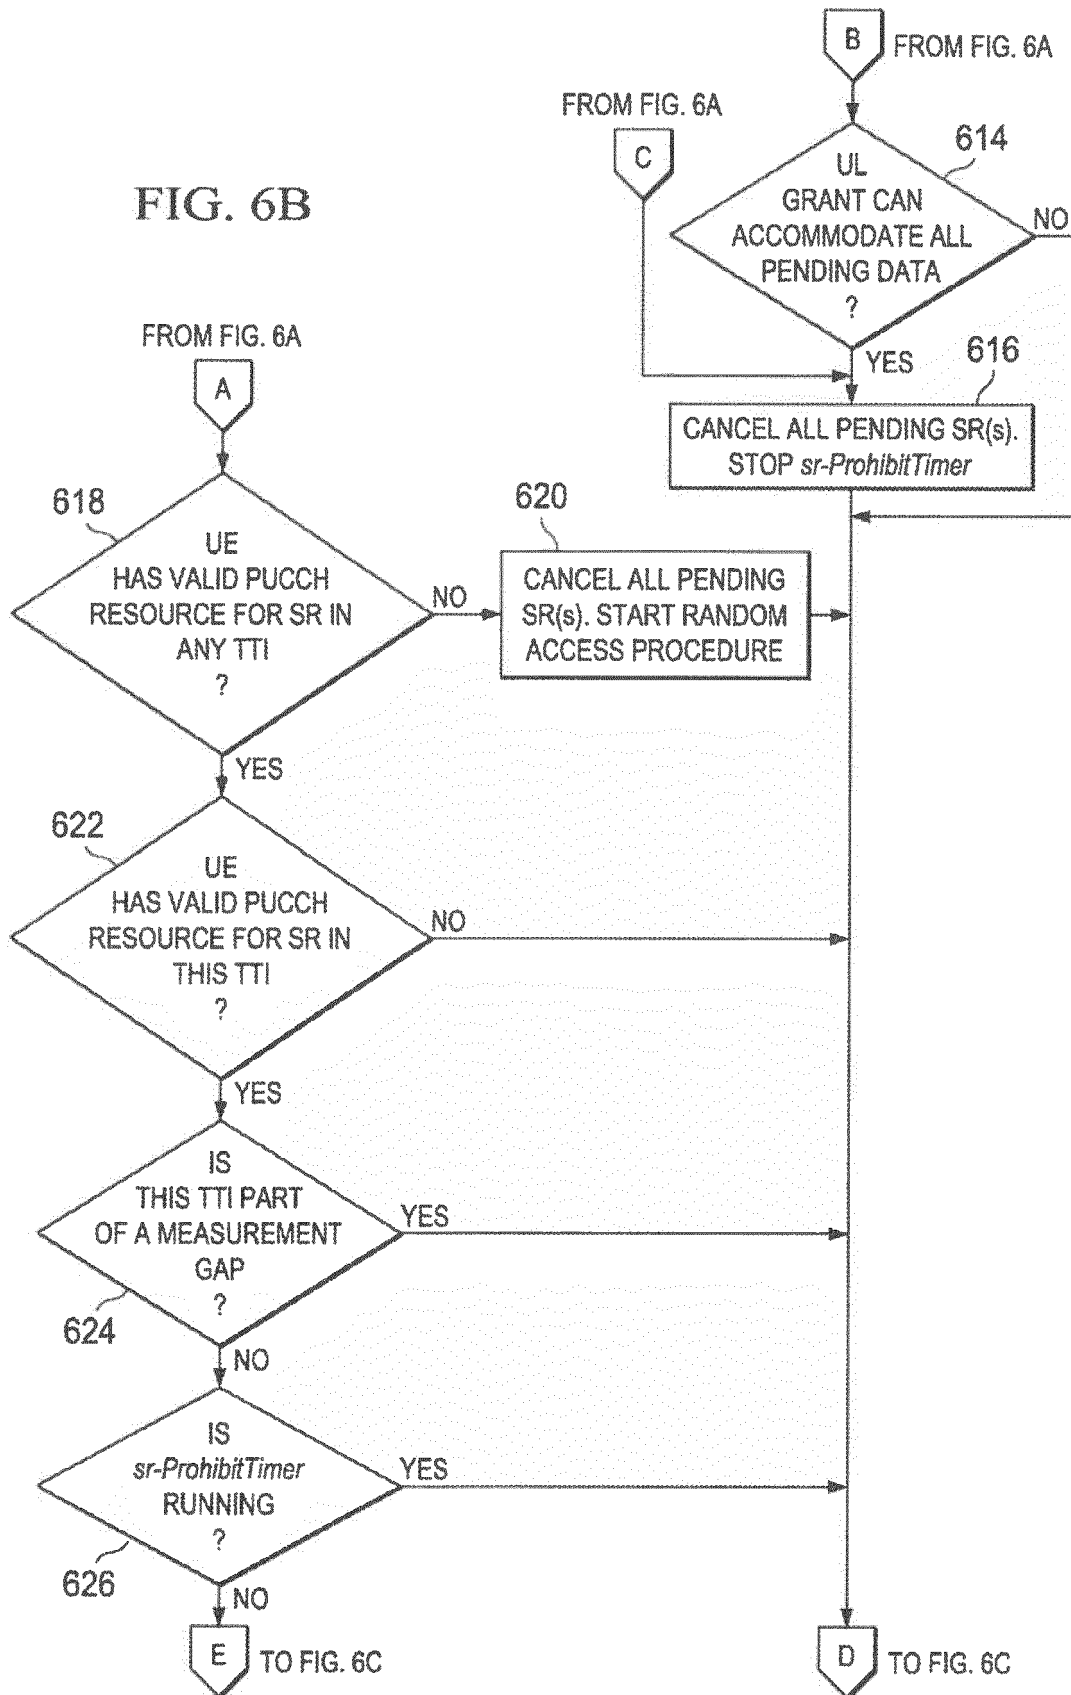 B
FROM FIG. 6A
FROM FIG. 6A
C
614
UL
GRANT CAN
ACCOMMODATE ALL
PENDING DATA
?
NO
YES
FIG. 6B
616
CANCEL ALL PENDING SR(s).
STOP sr-ProhibitTimer
FROM FIG. 6A
A
618
UE
HAS VALID PUCCH
RESOURCE FOR SR IN
ANY TTI
?
NO
YES
620
CANCEL ALL PENDING
SR(s). START RANDOM
ACCESS PROCEDURE
622
UE
HAS VALID PUCCH
RESOURCE FOR SR IN
THIS TTI
?
NO
YES
IS
THIS TTI PART
OF A MEASUREMENT
GAP
?
YES
624
NO
IS
sr-ProhibitTimer
RUNNING
?
YES
626
NO
E
TO FIG. 6C
D
TO FIG. 6C